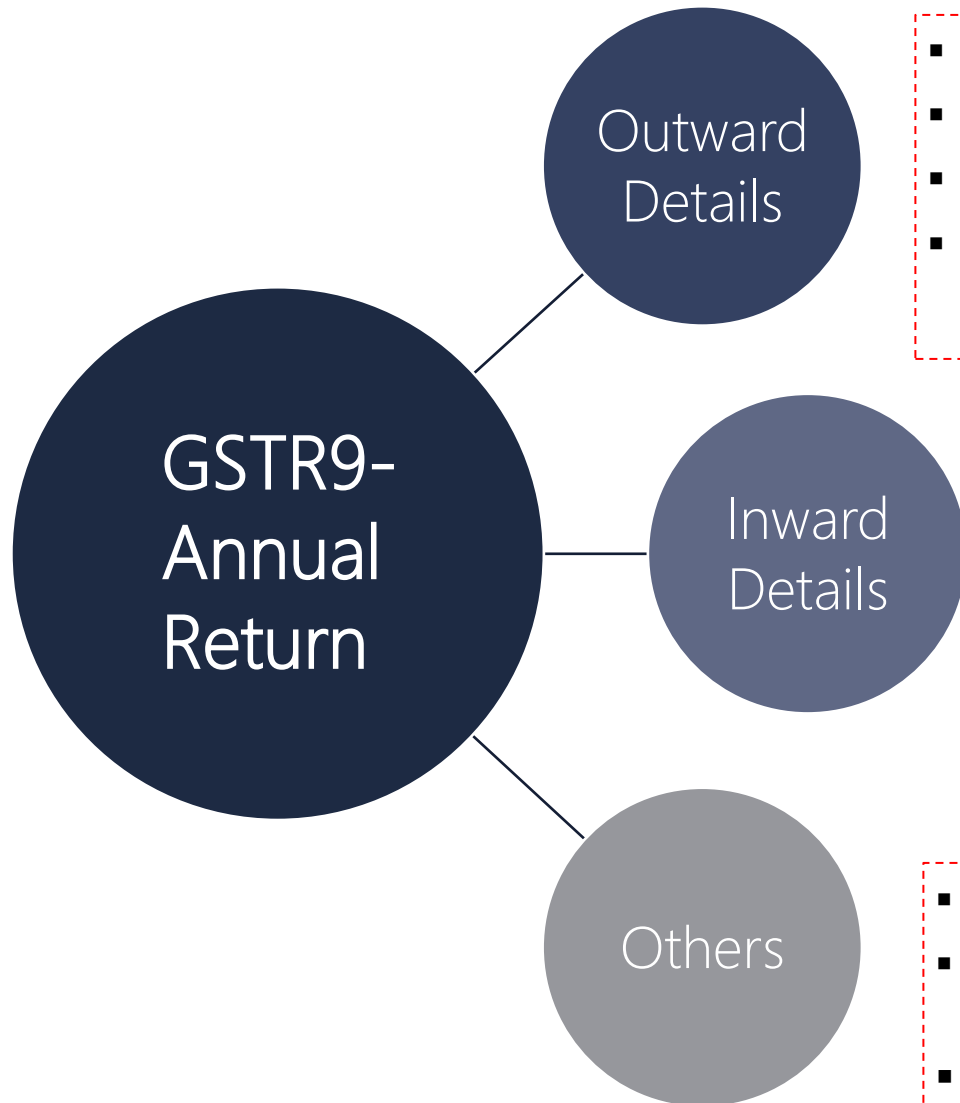 Outward
Details
GSTR9-
Annual
Return
Inward
Details
Others